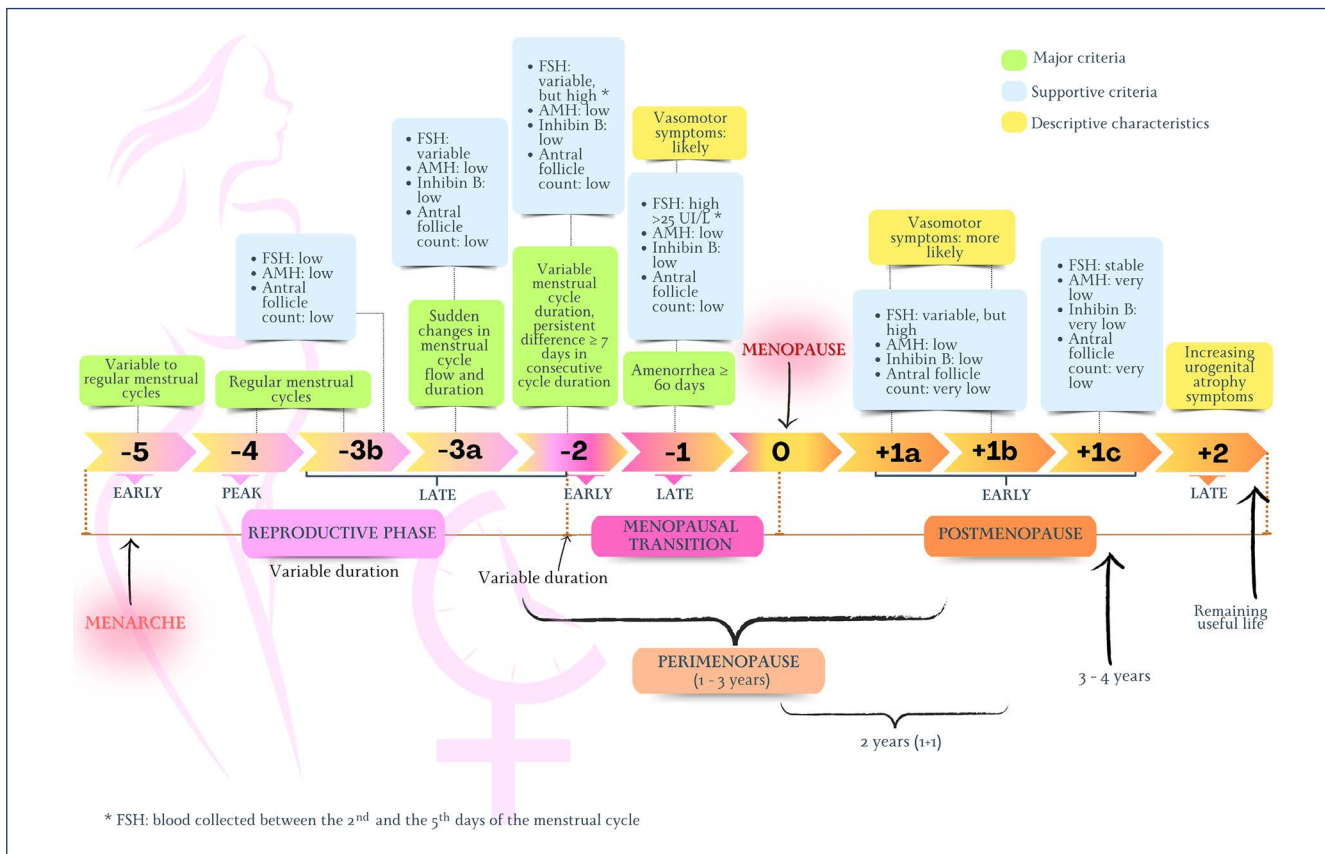 Major criteria
Supportive criteria
Descriptive characteristics
• FSH:
variable,
but high *
• AMH: low
• Inhibin B:
low
• Antral
follicle
count: low
Vasomotor
symptoms:
likely
• FSH:
variable
• AMH: low
• Inhibin B:
low
• Antral
follicle
count: low
• FSH: high
>25 UI/L *
• AMH: low
• Inhibin B:
low
• Antral
follicle
count: low
Vasomotor
symptoms: more
likely
• FSH: low
• AMH: low
• Antral
follicle
count: low
Variable
menstrual
cycle
duration,
persistent
difference ≥ 7
days in
consecutive
cycle duration
• FSH: stable
• AMH: very
low
• Inhibin B:
very low
• Antral
follicle
count: very
low
Sudden
changes in
menstrual
cycle
flow and
duration
• FSH: variable, but
high
• AMH: low
• Inhibin B: low
• Antral follicle
count: very low
MENOPAUSE
Variable to
regular menstrual
cycles
Regular menstrual
cycles
Amenorrhea ≥
60 days
Increasing
urogenital
atrophy
symptoms
-5 -4 -3b -3a -2 -1 0 +1a +1b +1c +2
EARLY PEAK LATE EARLY LATE EARLY LATE
REPRODUCTIVE PHASE
MENOPAUSAL
TRANSITION
POSTMENOPAUSE
Variable duration
Variable duration
MENARCHE
Remaining
useful life
PERIMENOPAUSE
(1 - 3 years)
3 - 4 years
2 years (1+1)
* FSH: blood collected between the 2nd and the 5th days of the menstrual cycle